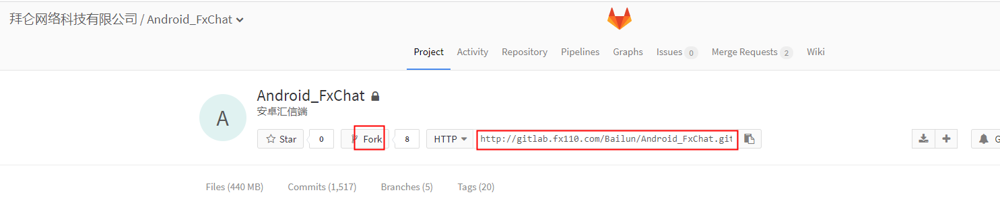 拜仑网络科技有限公司 / Android_FxChat
Project Activity Repository Pipelines Graphs Issues 0 Merge Requests 2 Wiki
A
Android_FxChat
安卓汇信端
Star 0 Fork 8 HTTP http://gitlab.fx110.com/Bailun/Android_FxChat.git G
Files (440 MB) Commits (1,517) Branches (5) Tags (20)